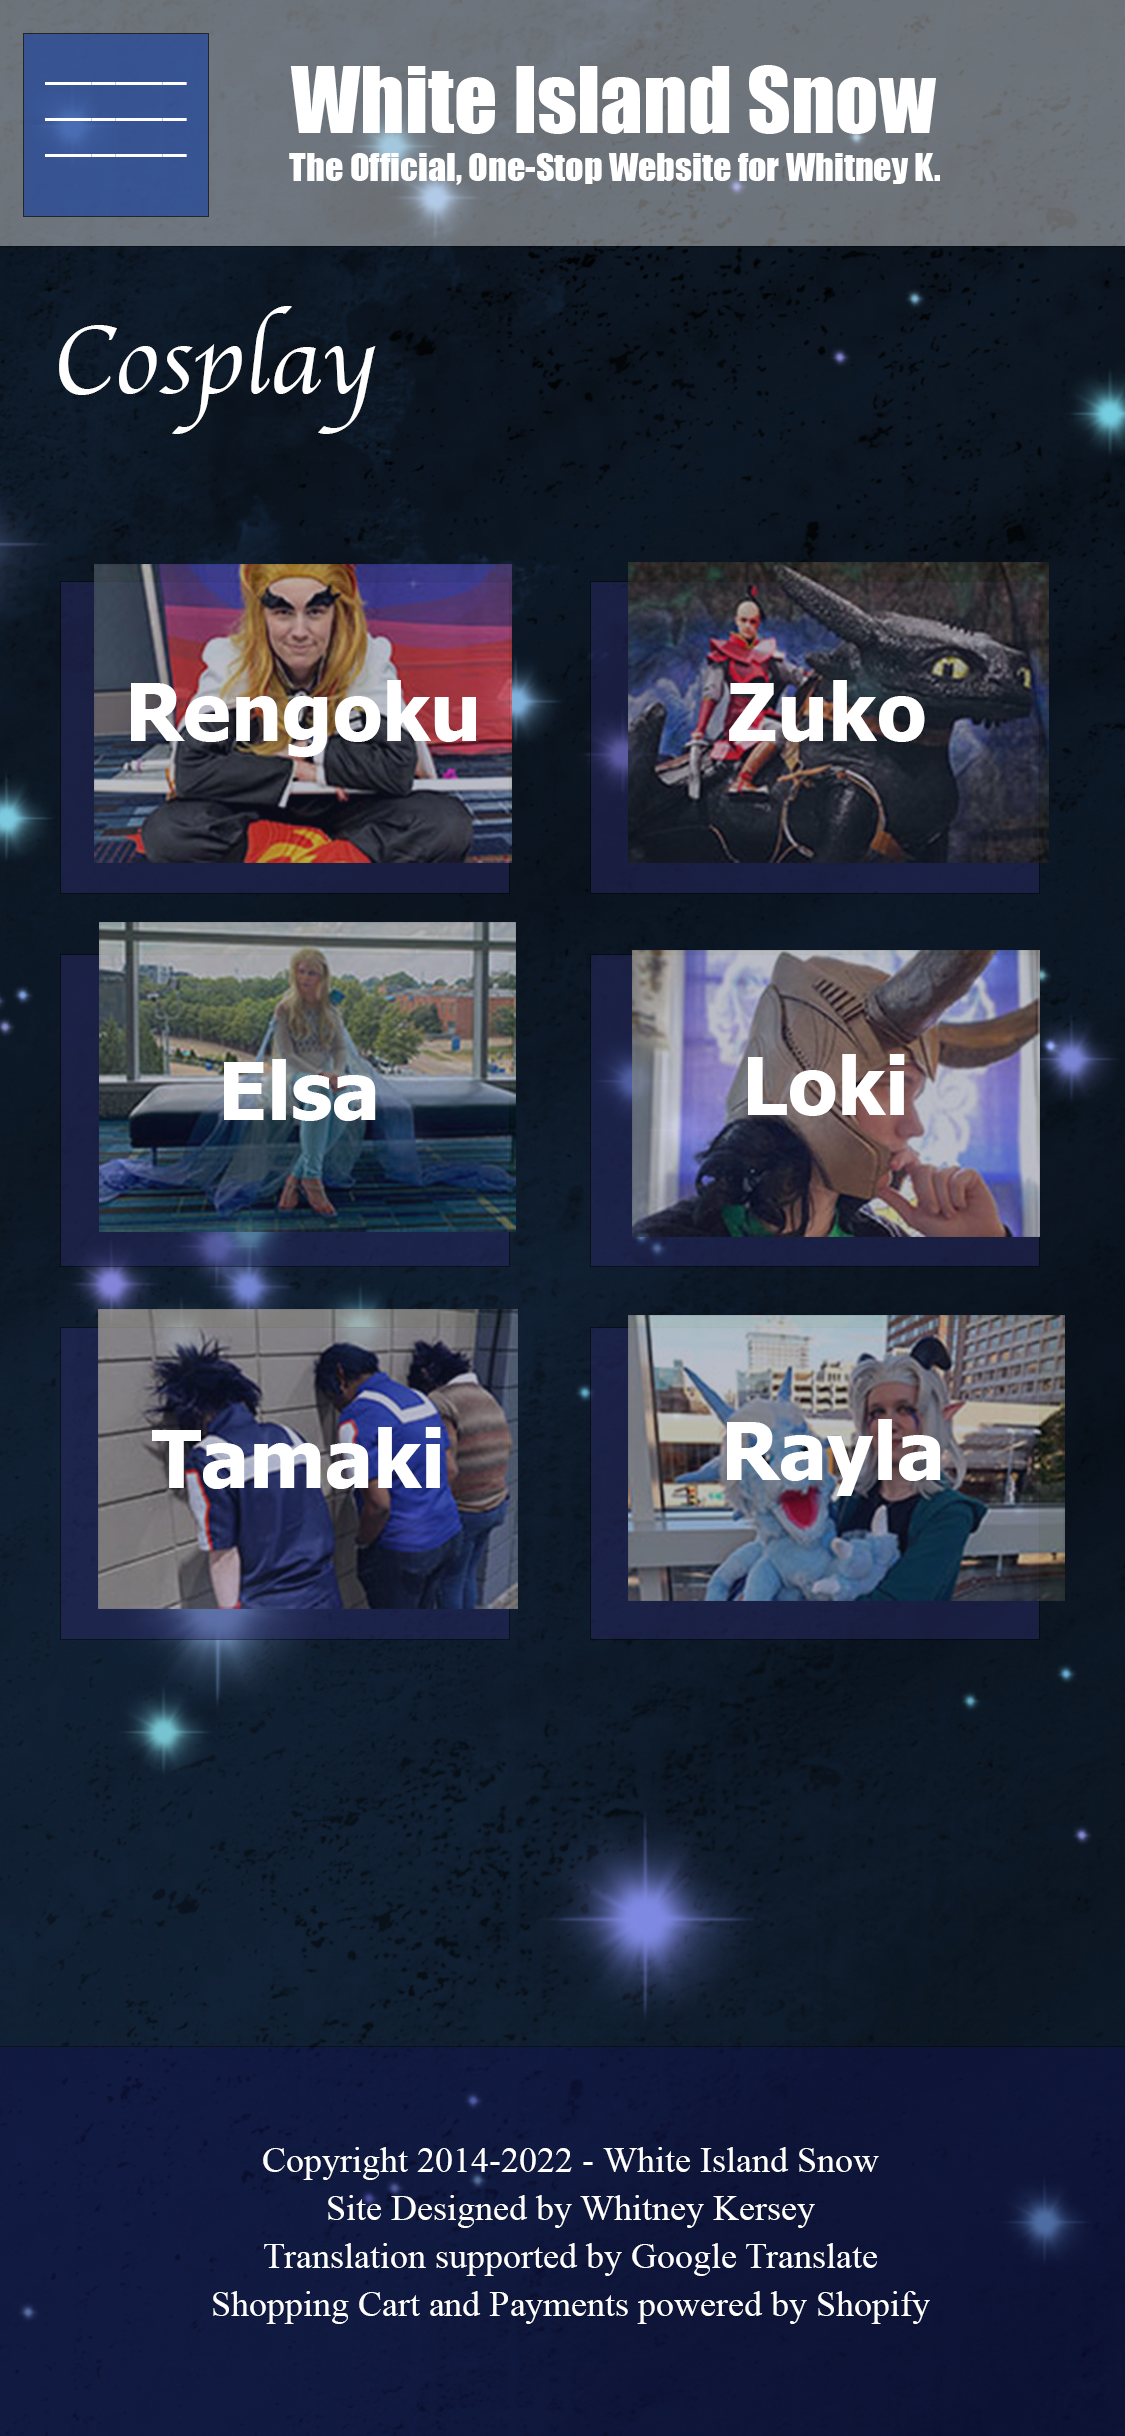 White Island Snow
The Official, One-Stop Website for Whitney K.
Cosplay
Rengoku
Zuko
Elsa
Loki
Tamaki
Rayla
Copyright 2014-2022 - White Island Snow
Site Designed by Whitney Kersey
Translation supported by Google Translate
Shopping Cart and Payments powered by Shopify